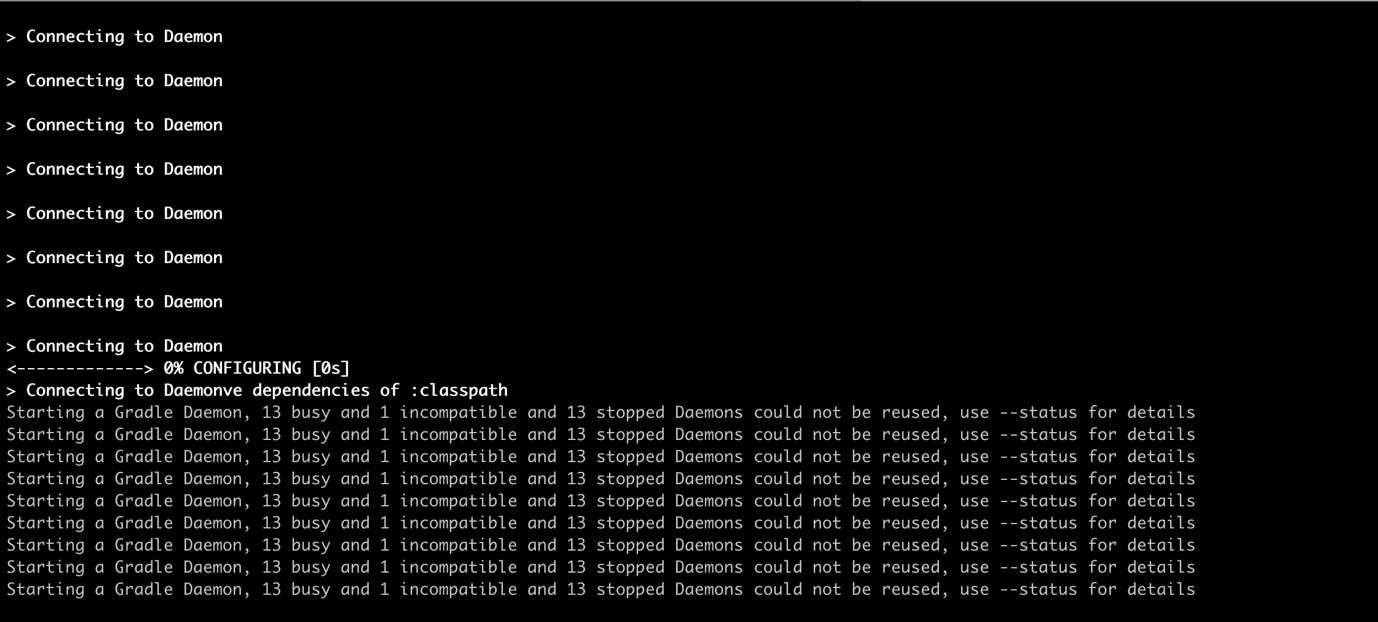 > Connecting to Daemon
> Connecting to Daemon
> Connecting to Daemon
> Connecting to Daemon
> Connecting to Daemon
> Connecting to Daemon
> Connecting to Daemon
> Connecting to Daemon
<-------------> 0% CONFIGURING [0s]
> Connecting to Daemonve dependencies of :classpath
Starting a Gradle Daemon, 13 busy and 1 incompatible and 13 stopped Daemons could not be reused, use --status for details
Starting a Gradle Daemon, 13 busy and 1 incompatible and 13 stopped Daemons could not be reused, use --status for details
Starting a Gradle Daemon, 13 busy and 1 incompatible and 13 stopped Daemons could not be reused, use --status for details
Starting a Gradle Daemon, 13 busy and 1 incompatible and 13 stopped Daemons could not be reused, use --status for details
Starting a Gradle Daemon, 13 busy and 1 incompatible and 13 stopped Daemons could not be reused, use --status for details
Starting a Gradle Daemon, 13 busy and 1 incompatible and 13 stopped Daemons could not be reused, use --status for details
Starting a Gradle Daemon, 13 busy and 1 incompatible and 13 stopped Daemons could not be reused, use --status for details
Starting a Gradle Daemon, 13 busy and 1 incompatible and 13 stopped Daemons could not be reused, use --status for details
Starting a Gradle Daemon, 13 busy and 1 incompatible and 13 stopped Daemons could not be reused, use --status for details